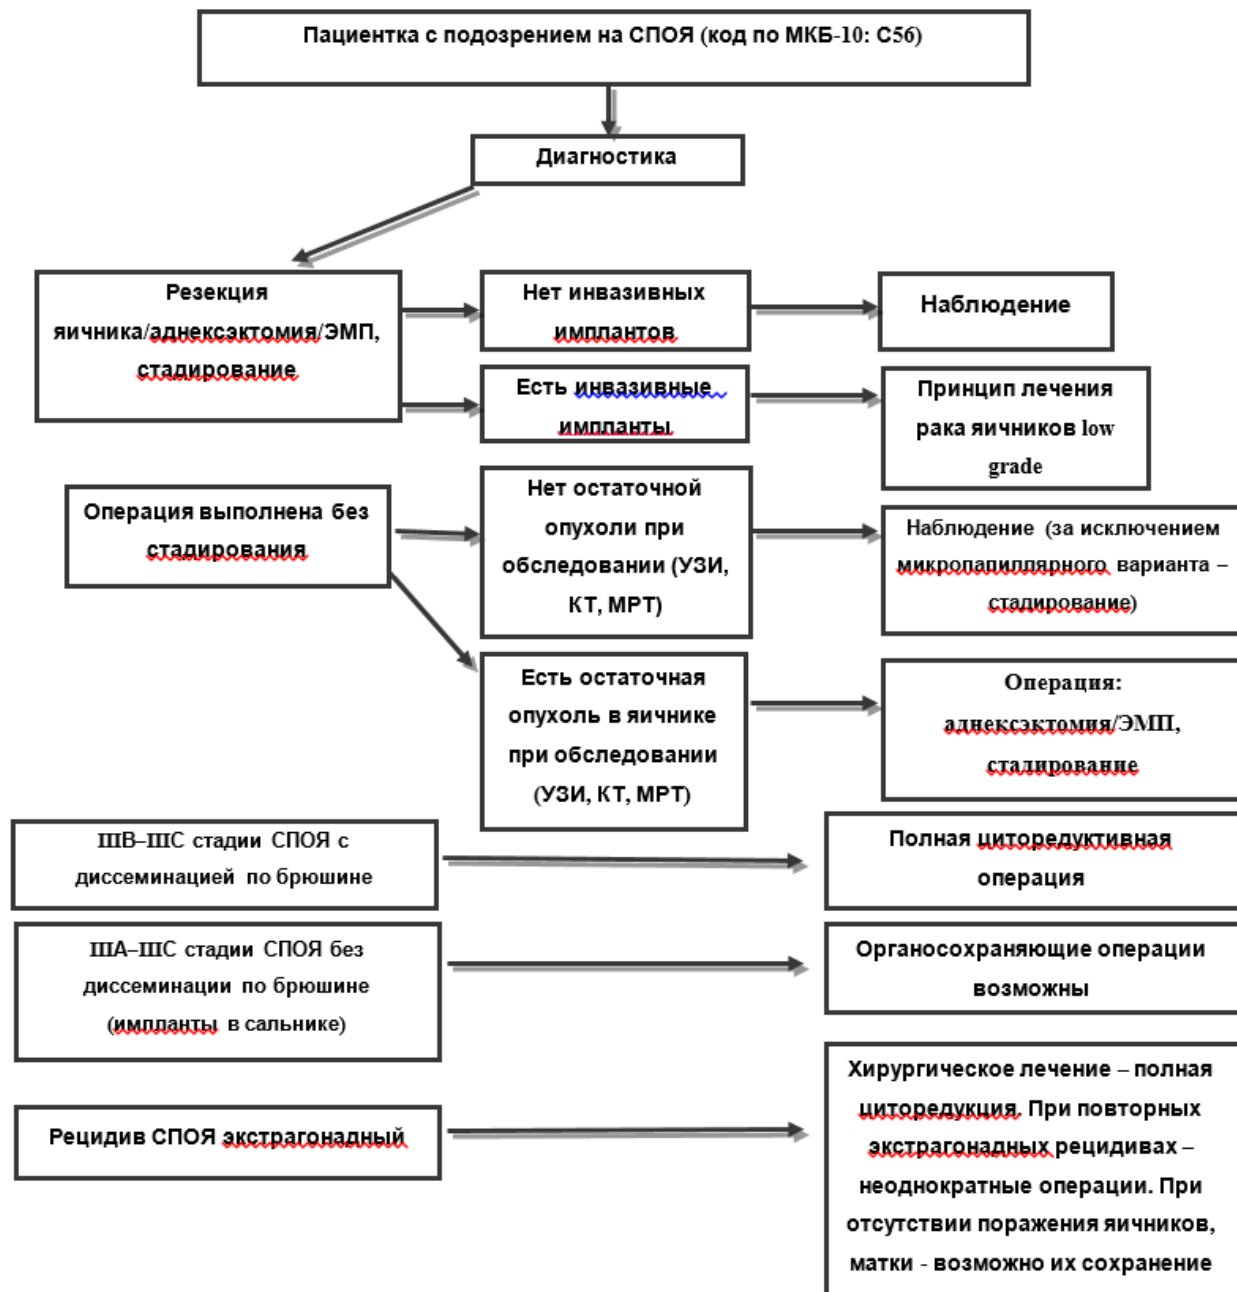 Пациентка с подозрением на СПОЯ (код по МКБ-10: С56)
Диагностика
Резекция
яичника/аднексэктомия/ЭМП,
стадирование
Нет инвазивных
имплантов
Наблюдение
Есть инвазивные
импланты
Принцип лечения
рака яичников low
grade
Операция выполнена без
стадирования
Нет остаточной
опухоли при
обследовании (УЗИ,
КТ, МРТ)
Наблюдение (за исключением
микропапиллярного варианта –
стадирование)
Есть остаточная
опухоль в яичнике
при обследовании
(УЗИ, КТ, МРТ)
Операция:
аднексэктомия/ЭМП,
стадирование
IIIB–IIIC стадии СПОЯ с
диссеминацией по брюшине
Полная циторедуктивная
операция
IIIA–IIIC стадии СПОЯ без
диссеминации по брюшине
(импланты в сальнике)
Органосохраняющие операции
возможны
Рецидив СПОЯ экстрагонадный
Хирургическое лечение – полная
циторедукция. При повторных
экстрагонадных рецидивах –
неоднократные операции. При
отсутствии поражения яичников,
матки - возможно их сохранение